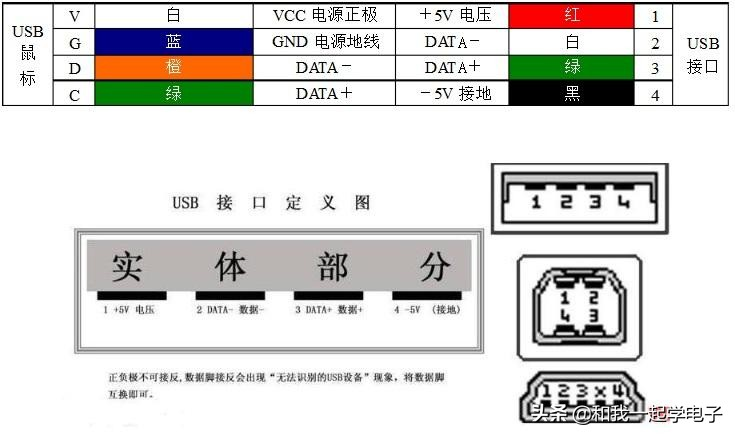 USB 鼠标 V 白 VCC 电源正极 ＋5V 电压 红 1 USB 接口
G 蓝 GND 电源地线 DATA－ 白 2
D 橙 DATA－ DATA＋ 绿 3
C 绿 DATA＋ －5V 接地 黑 4
USB 接 口 定 义 图
实 体 部 分
1 +5V 电压 2 DATA- 数据- 3 DATA+ 数据+ 4 -5V (接地)
正负极不可接反,数据脚接反会出现“无法识别的USB设备”现象，将数据脚
互换即可。
1 2 3 4
1 2
4 3
1 2 3 x 4
头条 @和我一起学电子